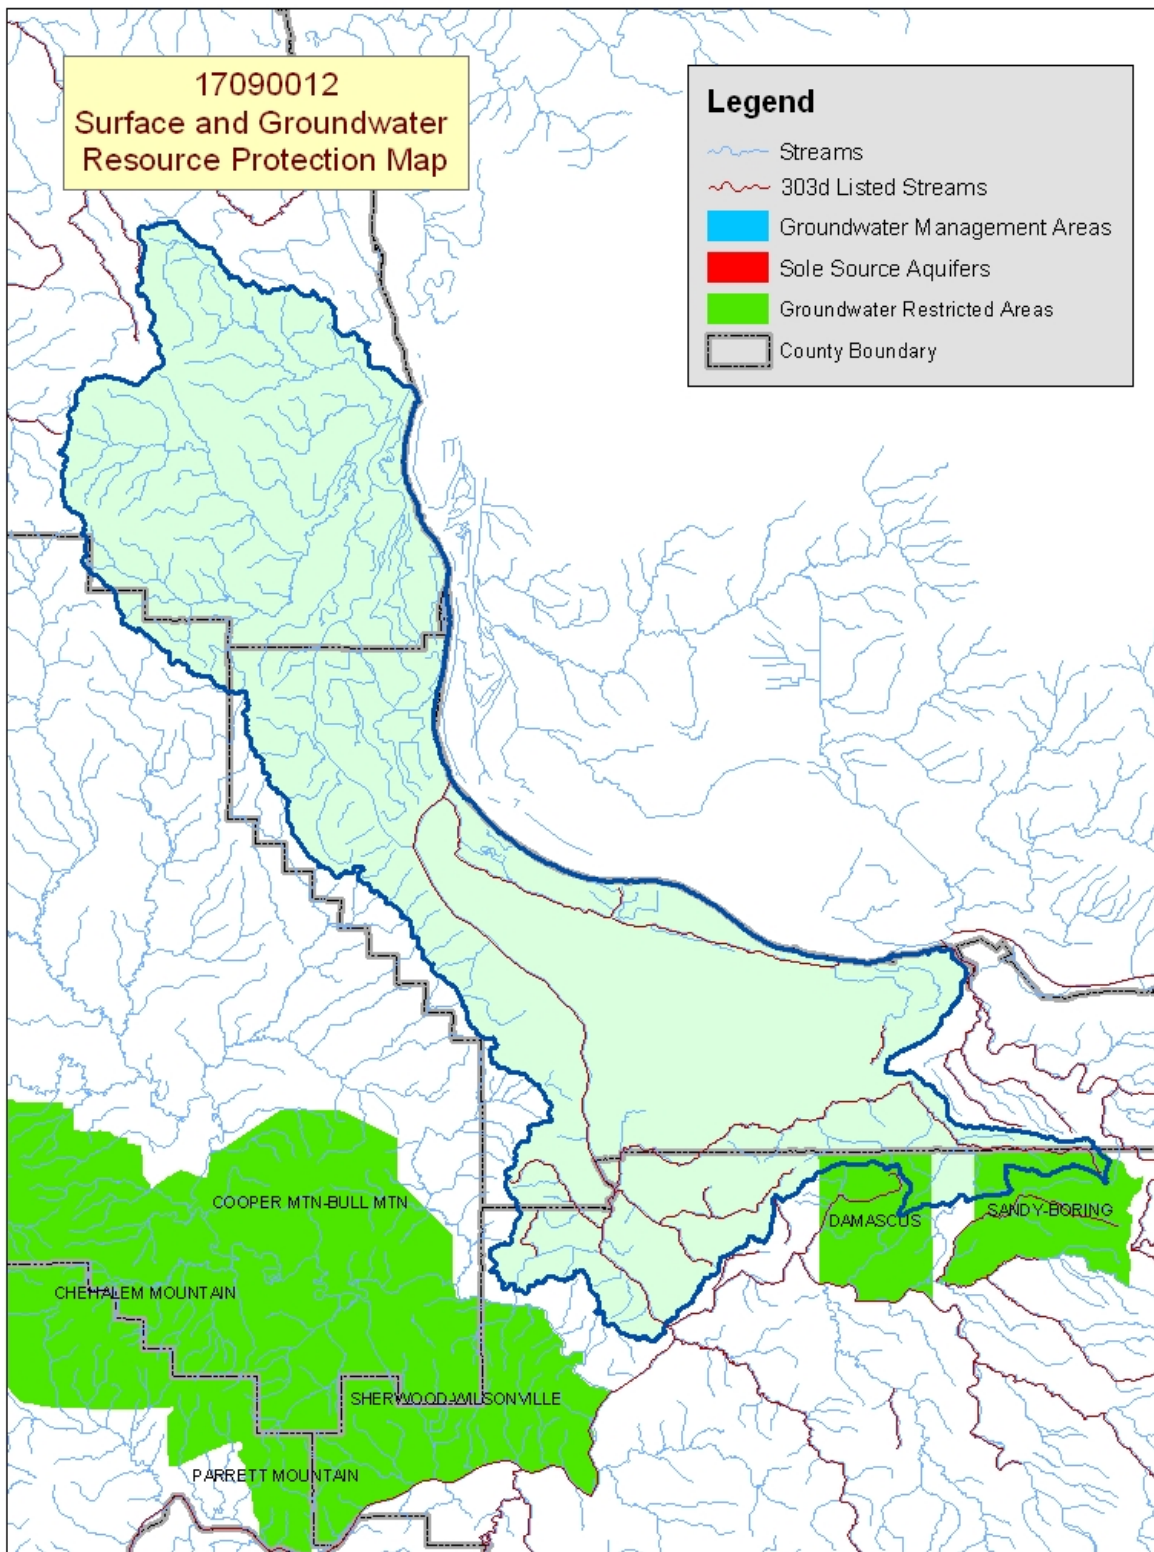 17090012
Surface and Groundwater
Resource Protection Map
Legend
Streams
303d Listed Streams
Groundwater Management Areas
Sole Source Aquifers
Groundwater Restricted Areas
County Boundary
COOPER MTN-BULL MTN
DAMASCUS
SANDY-BORING
CHEHALEM MOUNTAIN
SHERWOOD-WILSONVILLE
PARRETT MOUNTAIN